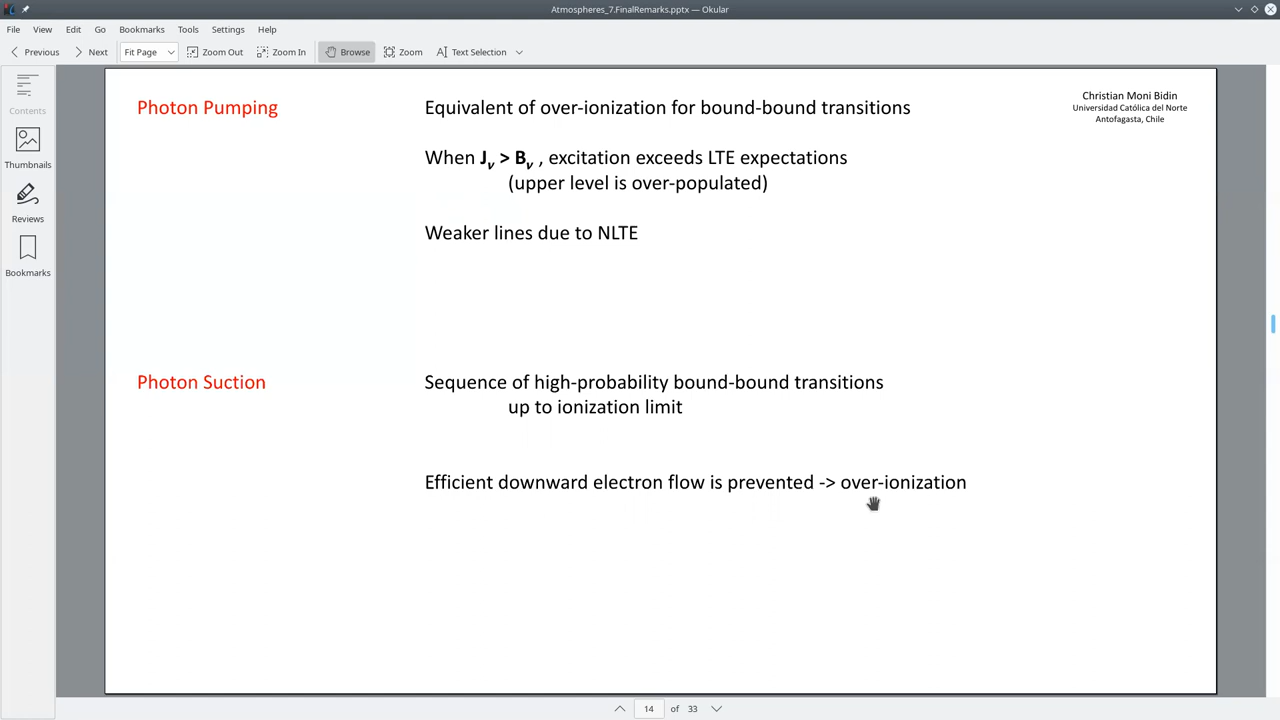 Atmospheres_7.FinalRemarks.pptx — Okular
File View Edit Go Bookmarks Tools Settings Help
Previous Next Fit Page Zoom Out Zoom In Browse Zoom Text Selection
Contents
Thumbnails
Reviews
Bookmarks
Christian Moni Bidin
Universidad Católica del Norte
Antofagasta, Chile
Photon Pumping
Equivalent of over-ionization for bound-bound transitions
When Jν > Bν , excitation exceeds LTE expectations
(upper level is over-populated)
Weaker lines due to NLTE
Photon Suction
Sequence of high-probability bound-bound transitions
up to ionization limit
Efficient downward electron flow is prevented -> over-ionization
14 of 33